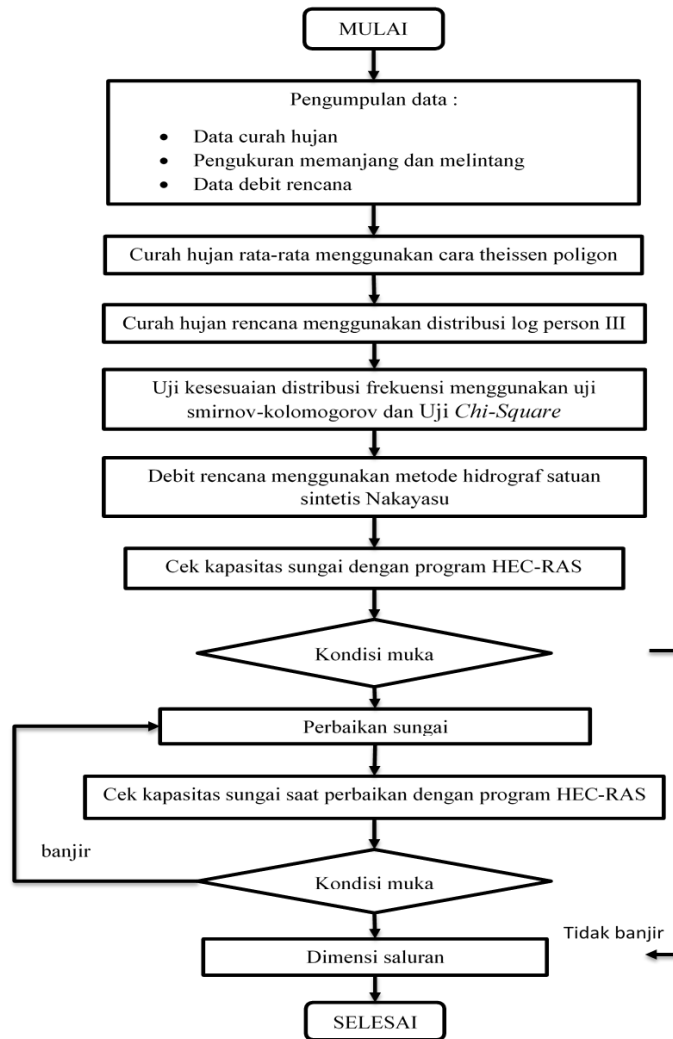 MULAI
Pengumpulan data :
• Data curah hujan
• Pengukuran memanjang dan melintang
• Data debit rencana
Curah hujan rata-rata menggunakan cara theissen poligon
Curah hujan rencana menggunakan distribusi log person III
Uji kesesuaian distribusi frekuensi menggunakan uji
smirnov-kolomogorov dan Uji Chi-Square
Debit rencana menggunakan metode hidrograf satuan
sintetis Nakayasu
Cek kapasitas sungai dengan program HEC-RAS
Kondisi muka
Perbaikan sungai
Cek kapasitas sungai saat perbaikan dengan program HEC-RAS
banjir
Kondisi muka
Tidak banjir
Dimensi saluran
SELESAI